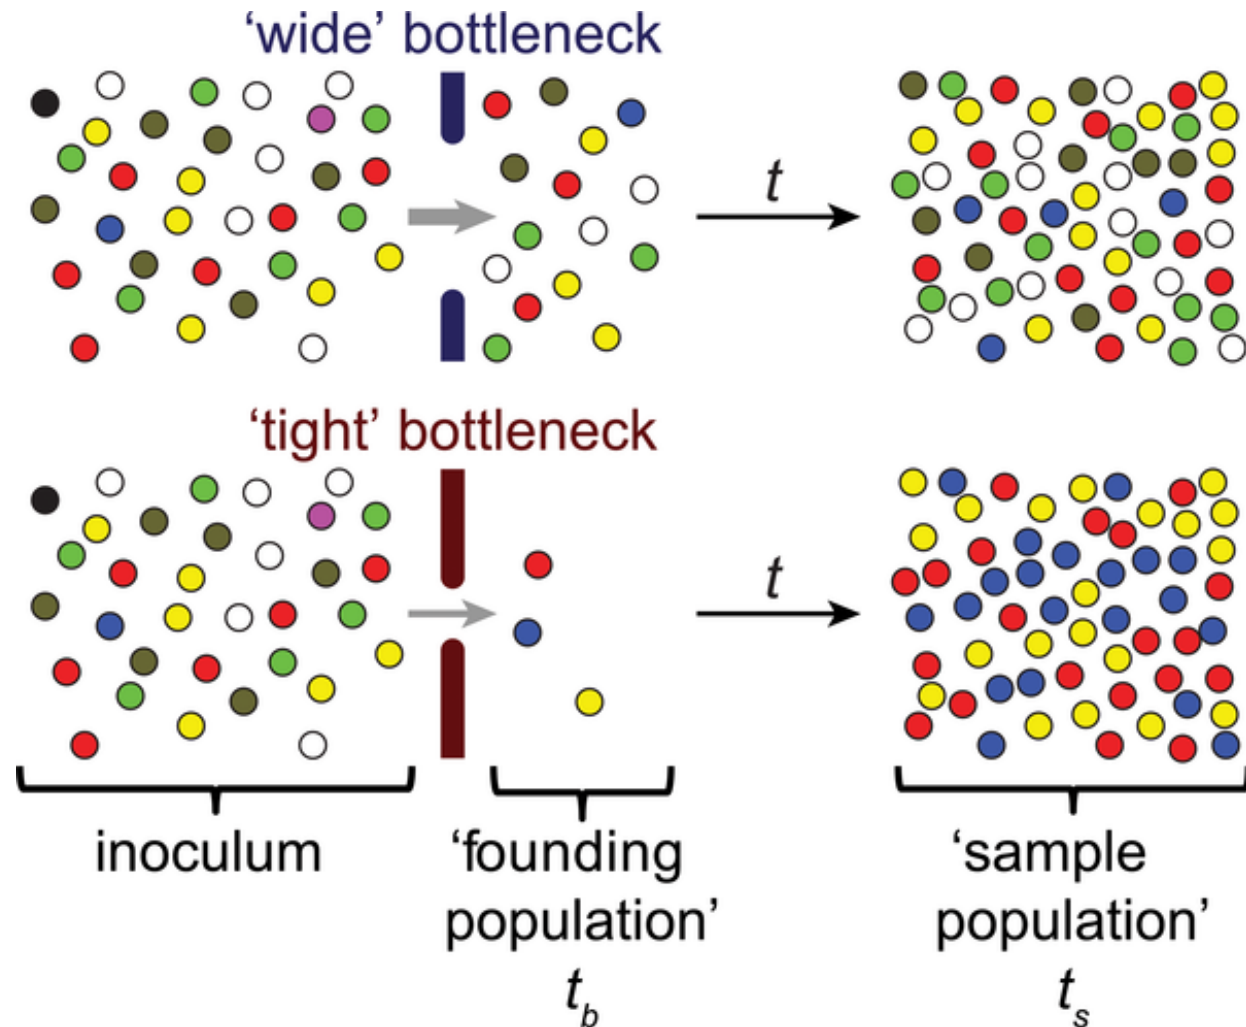 ‘wide’ bottleneck
t
‘tight’ bottleneck
t
inoculum
‘founding
population’
t_b
‘sample
population’
t_s